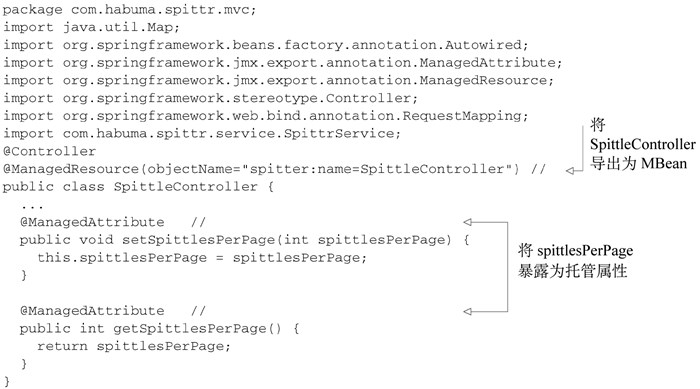 package com.habuma.spittr.mvc;
import java.util.Map;
import org.springframework.beans.factory.annotation.Autowired;
import org.springframework.jmx.export.annotation.ManagedAttribute;
import org.springframework.jmx.export.annotation.ManagedResource;
import org.springframework.stereotype.Controller;
import org.springframework.web.bind.annotation.RequestMapping;
import com.habuma.spittr.service.SpittrService;
@Controller
@ManagedResource(objectName="spitter:name=SpittleController") //
将
SpittleController
导出为 MBean
public class SpittleController {
  ...
  @ManagedAttribute   //
  public void setSpittlesPerPage(int spittlesPerPage) {
    this.spittlesPerPage = spittlesPerPage;
  }
将 spittlesPerPage
暴露为托管属性
  @ManagedAttribute   //
  public int getSpittlesPerPage() {
    return spittlesPerPage;
  }
}